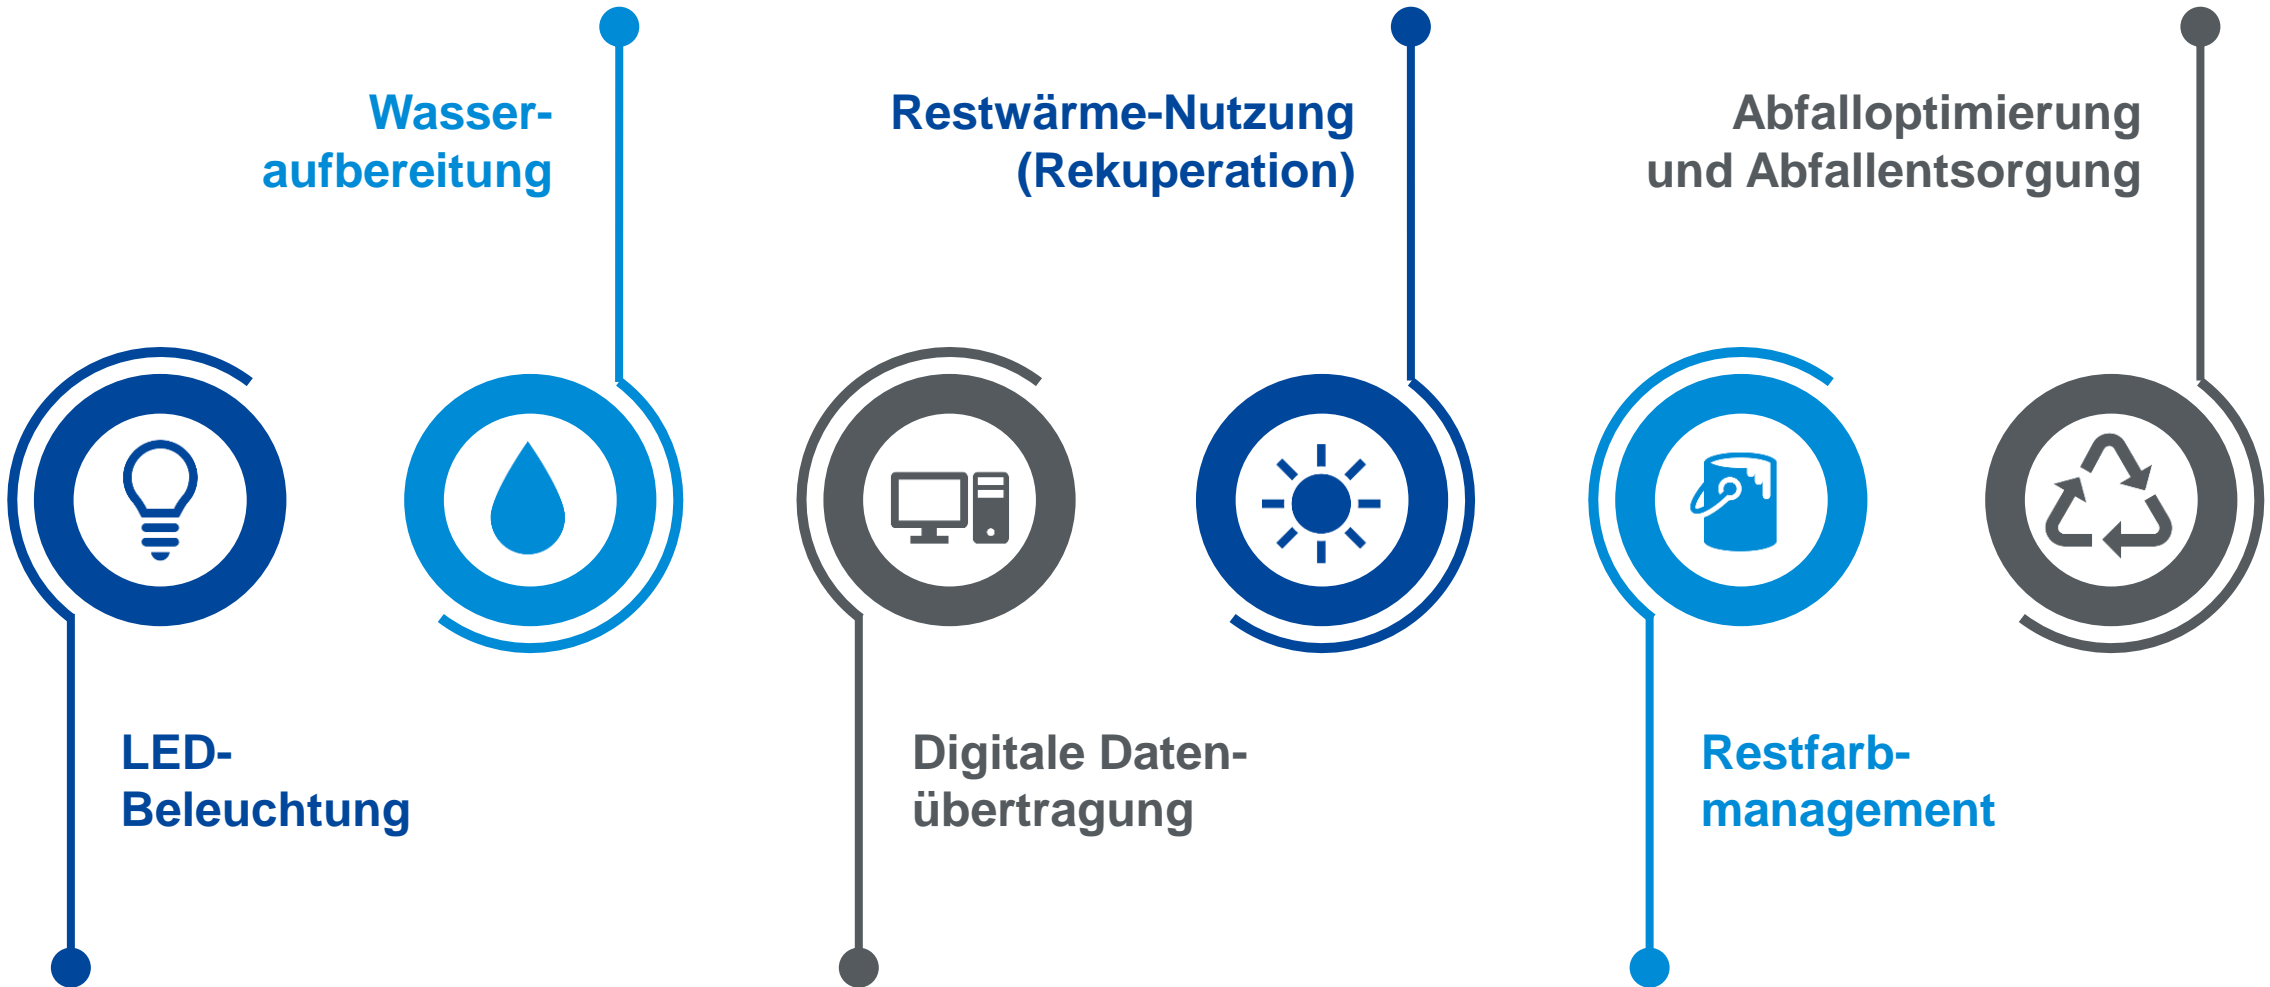 Wasser-
aufbereitung
Restwärme-Nutzung
(Rekuperation)
Abfalloptimierung
und Abfallentsorgung
LED-
Beleuchtung
Digitale Daten-
übertragung
Restfarb-
management